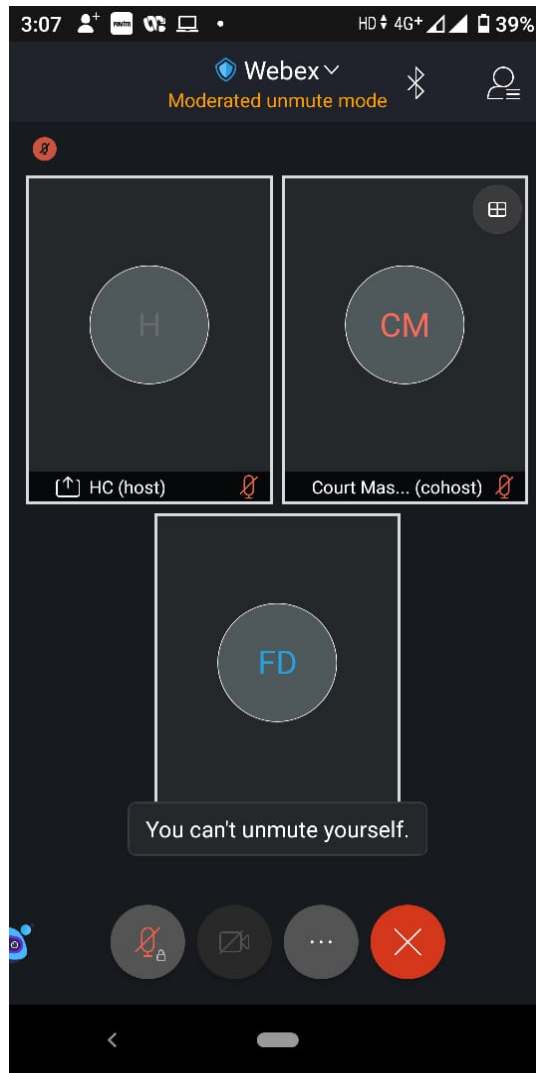 3:07 HD 4G+ 39%
Webex
Moderated unmute mode
H
CM
HC (host)
Court Mas... (cohost)
FD
You can't unmute yourself.